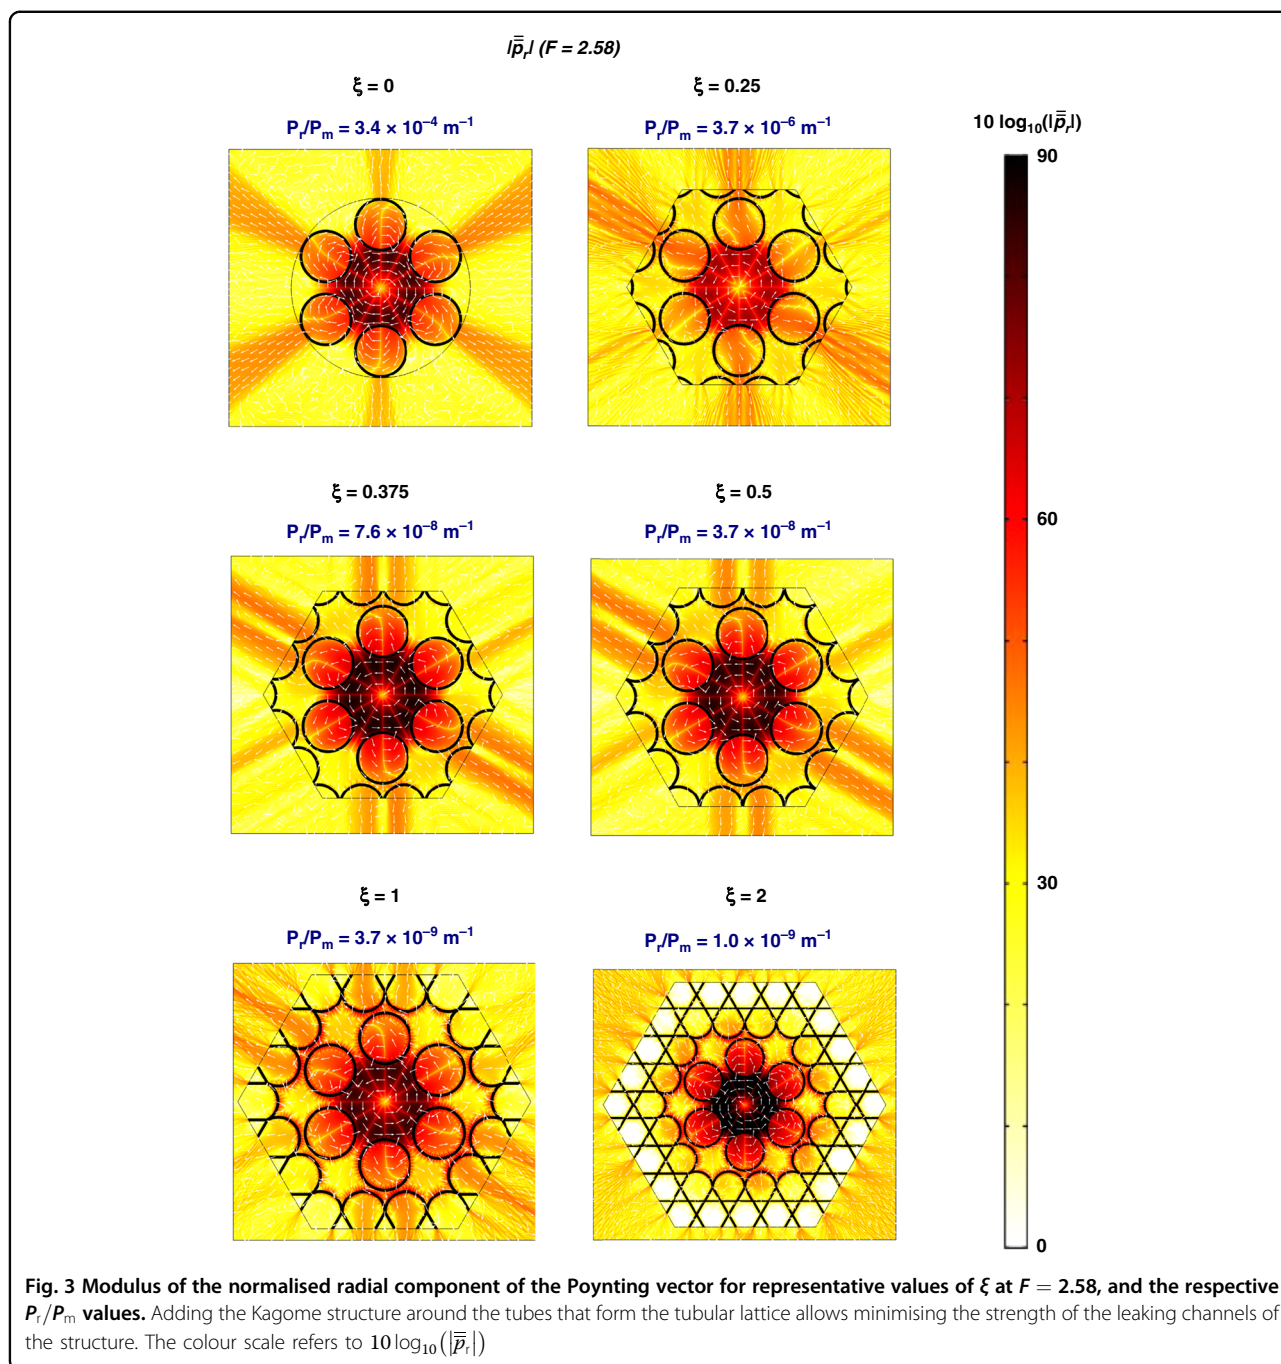 |p̿ᵣ| (F = 2.58)
ξ = 0
Pᵣ/Pₘ = 3.4 × 10⁻⁴ m⁻¹
ξ = 0.25
Pᵣ/Pₘ = 3.7 × 10⁻⁶ m⁻¹
ξ = 0.375
Pᵣ/Pₘ = 7.6 × 10⁻⁸ m⁻¹
ξ = 0.5
Pᵣ/Pₘ = 3.7 × 10⁻⁸ m⁻¹
ξ = 1
Pᵣ/Pₘ = 3.7 × 10⁻⁹ m⁻¹
ξ = 2
Pᵣ/Pₘ = 1.0 × 10⁻⁹ m⁻¹
10 log₁₀(|p̿ᵣ|)
90
60
30
0
Fig. 3 Modulus of the normalised radial component of the Poynting vector for representative values of ξ at F = 2.58, and the respective
Pᵣ/Pₘ values. Adding the Kagome structure around the tubes that form the tubular lattice allows minimising the strength of the leaking channels of
the structure. The colour scale refers to 10 log₁₀(|p̿ᵣ|)